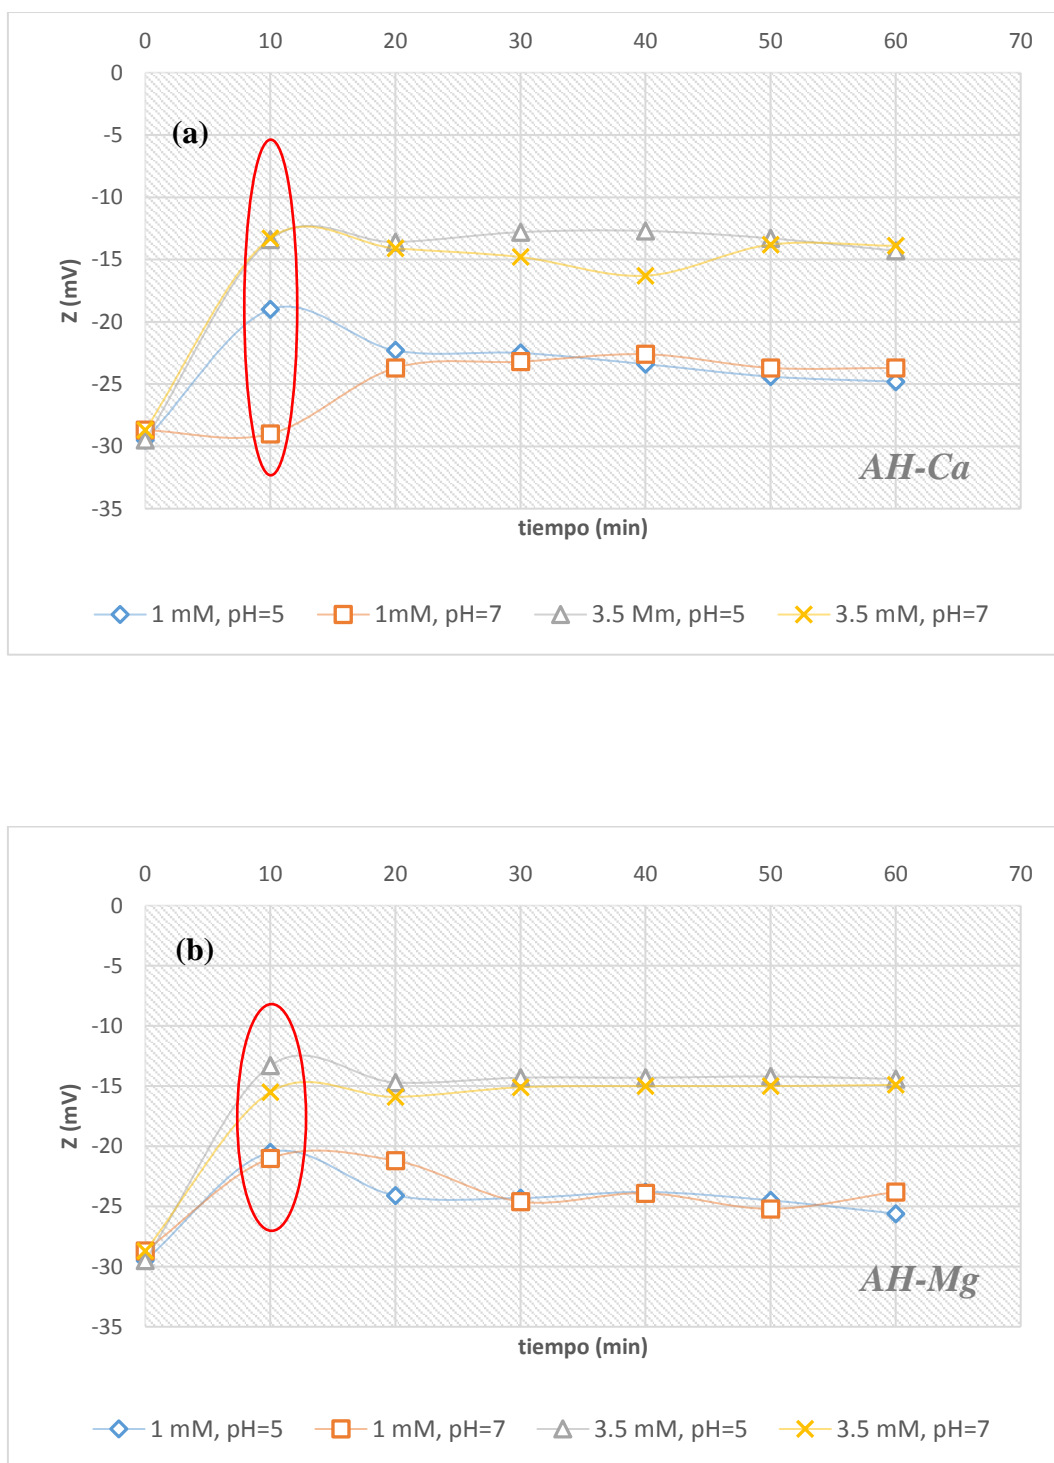 0 10 20 30 40 50 60 70
0
-5
(a)
-10
-15
-20
-25
-30
-35
Z (mV)
AH-Ca
tiempo (min)
1 mM, pH=5 1mM, pH=7 3.5 Mm, pH=5 3.5 mM, pH=7
0 10 20 30 40 50 60 70
0
(b)
-5
-10
-15
-20
-25
-30
-35
Z (mV)
AH-Mg
tiempo (min)
1 mM, pH=5 1 mM, pH=7 3.5 mM, pH=5 3.5 mM, pH=7